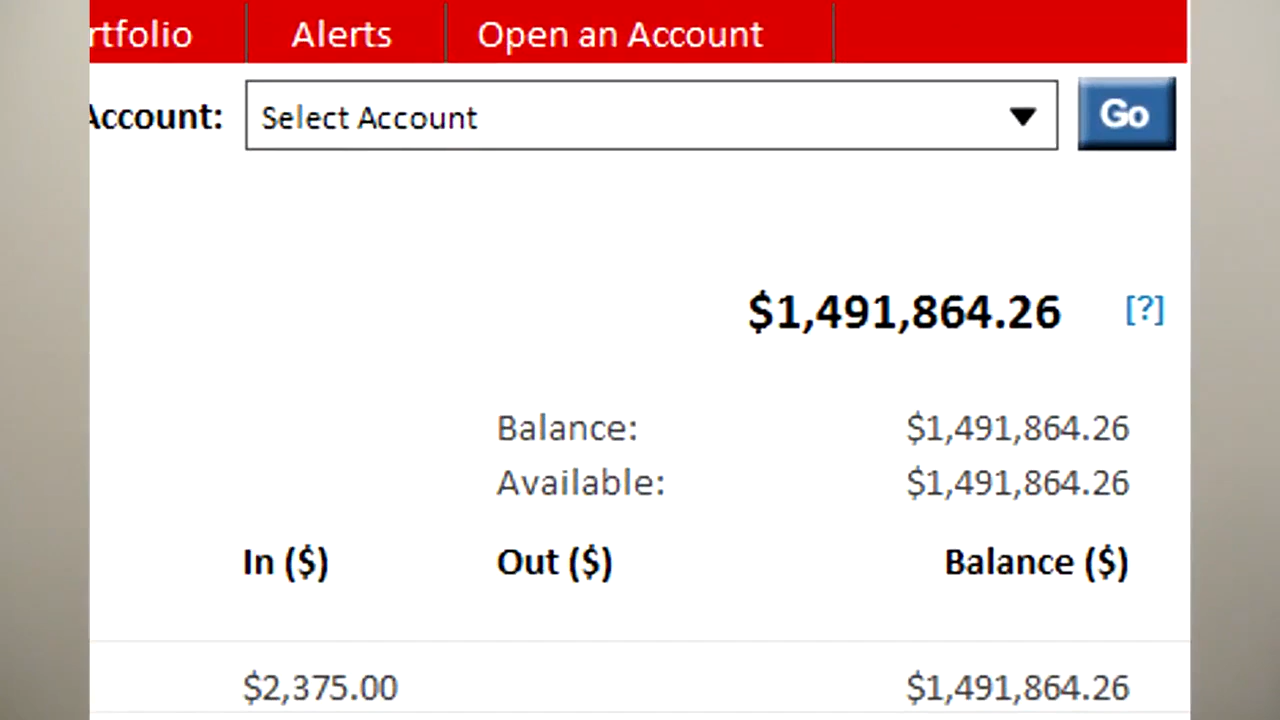 rtfolio Alerts Open an Account
Account: Select Account Go
$1,491,864.26 [?]
Balance: $1,491,864.26
Available: $1,491,864.26
In ($) Out ($) Balance ($)
$2,375.00 $1,491,864.26